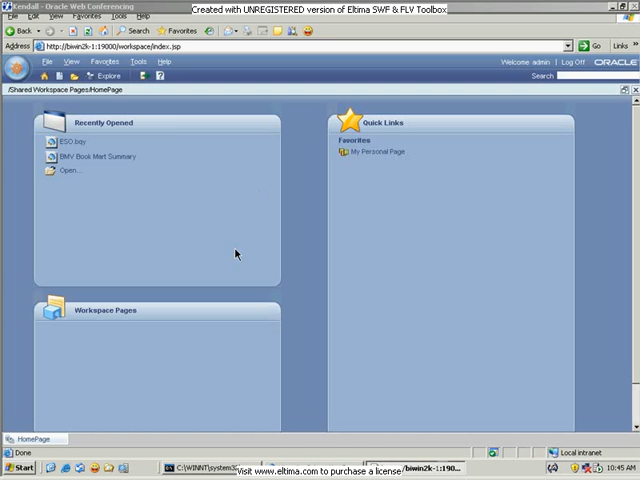 Kendall - Oracle Web Conferencing
Created with UNREGISTERED version of Eltima SWF & FLV Toolbox
File View Favorites Tools Help
Back Search Favorites
Address http://biwin2k-1:19000/workspace/index.jsp Go Links »
File View Favorites Tools Help Welcome admin | Log Off ORACLE
Explore Search
/Shared Workspace Pages/HomePage
Recently Opened
ESO.bqy
BMV Book Mart Summary
Open...
Quick Links
Favorites
My Personal Page
Workspace Pages
HomePage
Done Local intranet
Start C:\WINNT\system32 /biwin2k-1:190... 10:45 AM
Visit www.eltima.com to purchase a license